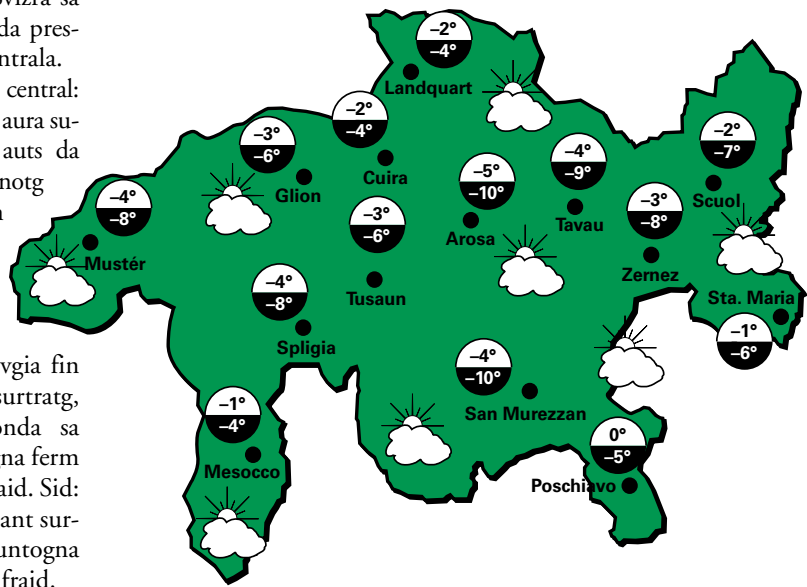 ovizra sa
da pres-
ntrala.
central:
aura su-
auts da
notg
vgia fin
surtratg,
onda sa
gna ferm
aid. Sid:
ant sur-
untogna
fraid.
–2°
–4°
Landquart
–2°
–4°
Cuira
–3°
–6°
Glion
–4°
–8°
Mustér
–5°
–10°
Arosa
–4°
–9°
Tavau
–2°
–7°
Scuol
–3°
–8°
Zernez
–3°
–6°
Tusaun
–4°
–8°
Spligia
Sta. Maria
–1°
–6°
–4°
–10°
San Murezzan
–1°
–4°
Mesocco
0°
–5°
Poschiavo